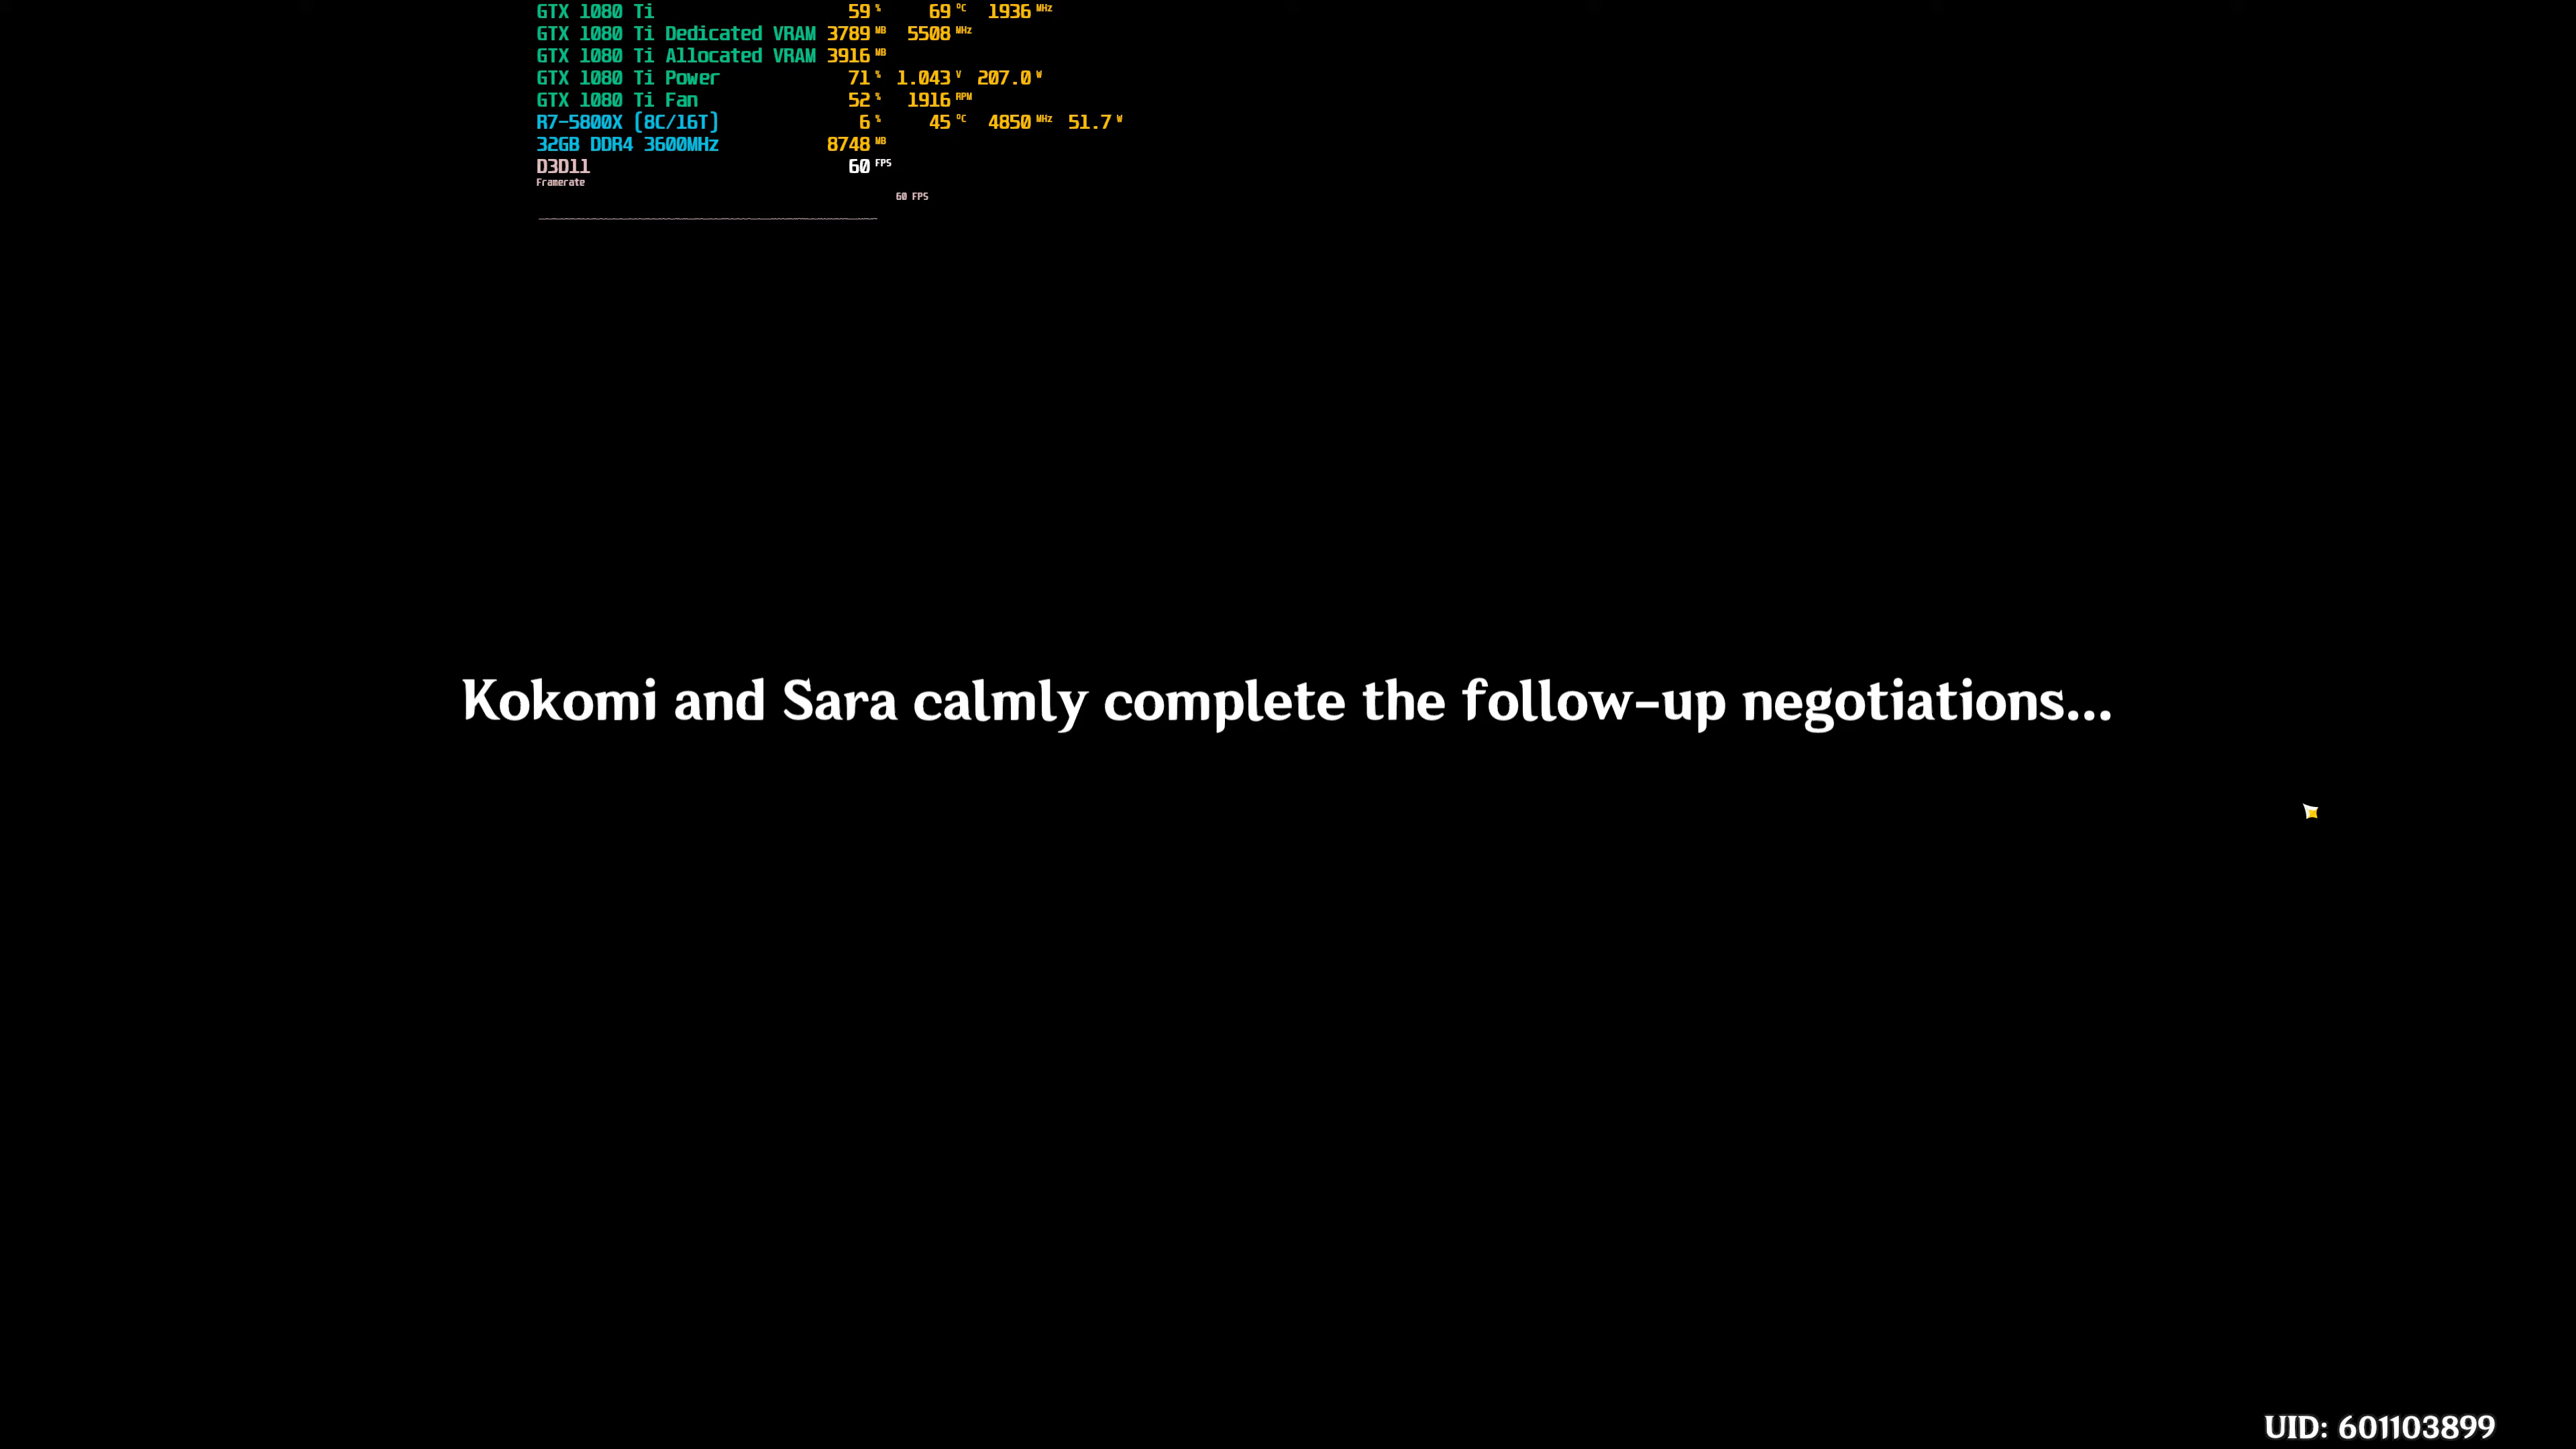 GTX 1080 Ti 59 % 69 °C 1936 MHz
GTX 1080 Ti Dedicated VRAM 3789 MB 5508 MHz
GTX 1080 Ti Allocated VRAM 3916 MB
GTX 1080 Ti Power 71 % 1.043 V 207.0 W
GTX 1080 Ti Fan 52 % 1916 RPM
R7-5800X (8C/16T) 6 % 45 °C 4850 MHz 51.7 W
32GB DDR4 3600MHz 8748 MB
D3D11 60 FPS
Framerate
60 FPS
Kokomi and Sara calmly complete the follow-up negotiations...
UID: 601103899